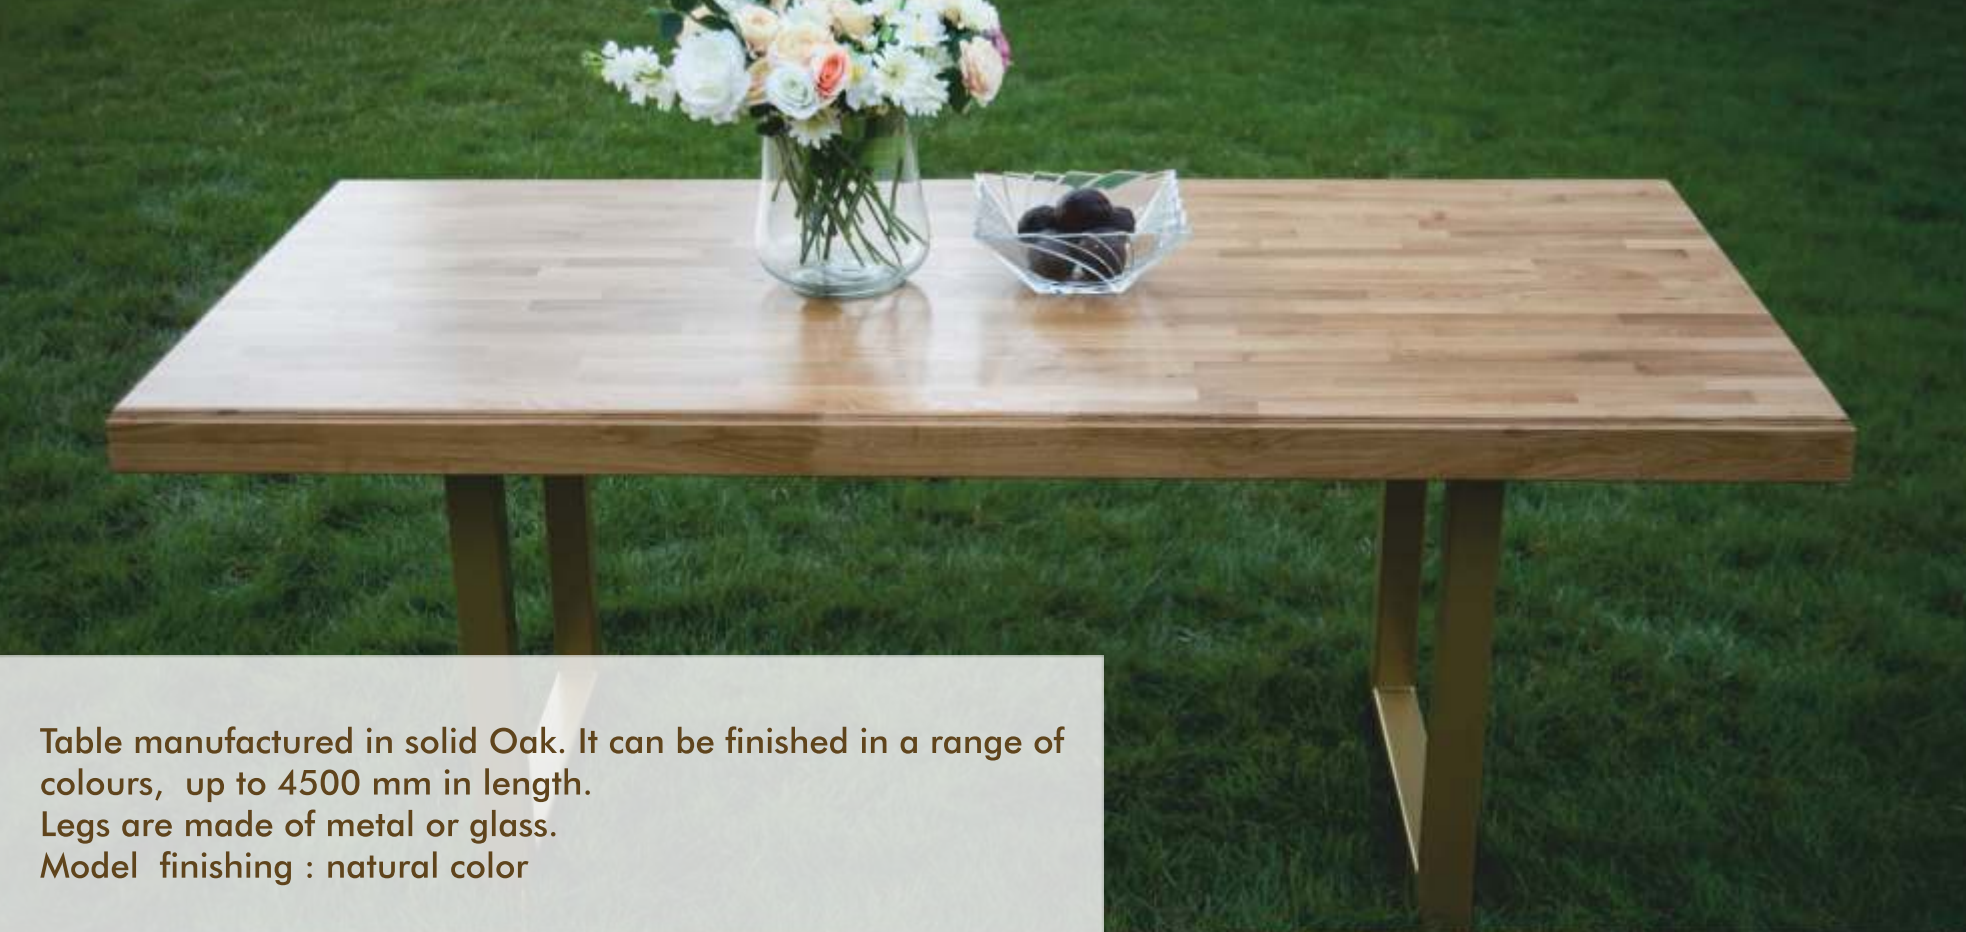 Table manufactured in solid Oak. It can be finished in a range of
colours,  up to 4500 mm in length.
Legs are made of metal or glass.
Model  finishing : natural color